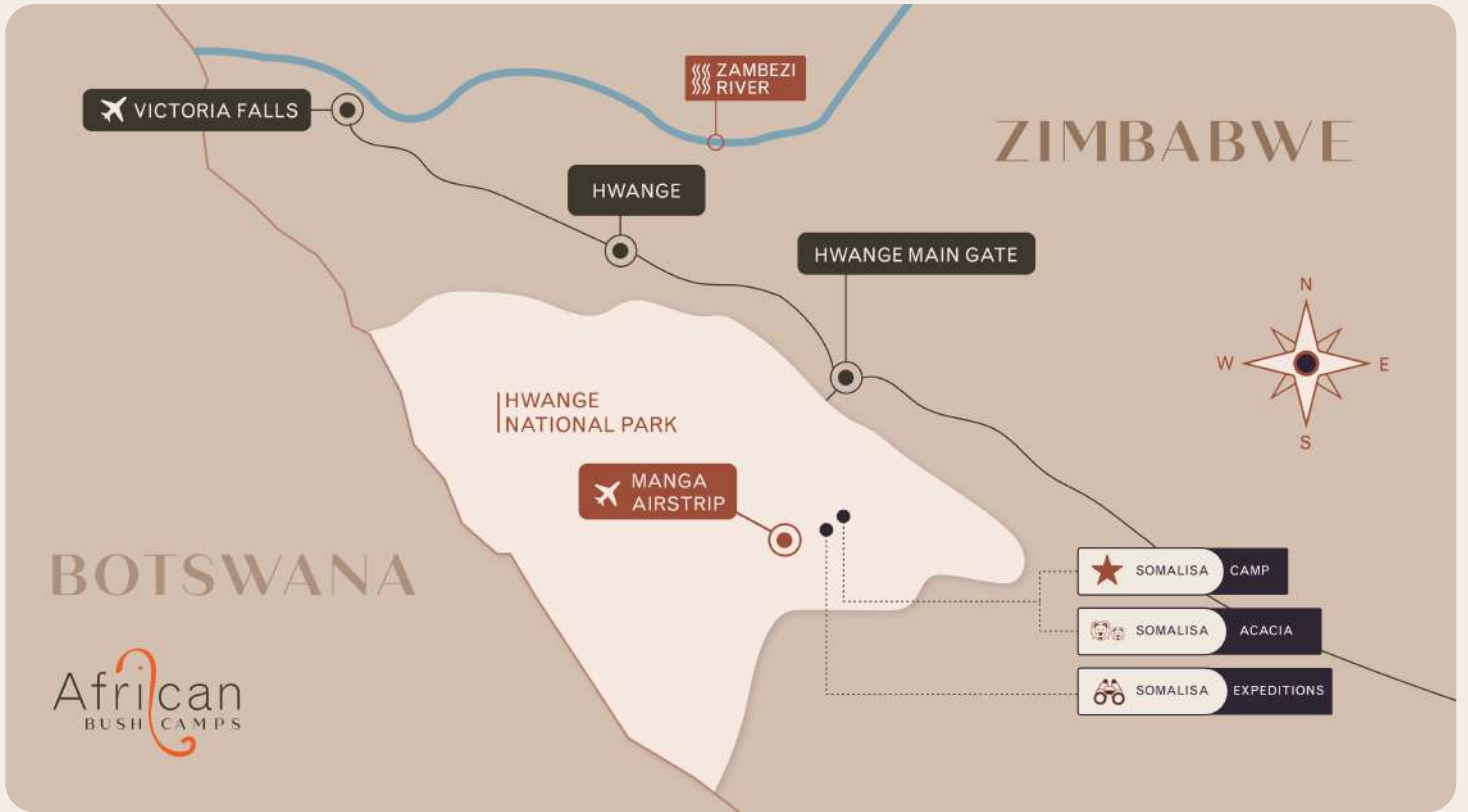 ZAMBEZI
RIVER
VICTORIA FALLS
ZIMBABWE
HWANGE
HWANGE MAIN GATE
N
W
E
S
HWANGE
NATIONAL PARK
MANGA
AIRSTRIP
BOTSWANA
SOMALISA CAMP
SOMALISA ACACIA
SOMALISA EXPEDITIONS
African
BUSH CAMPS